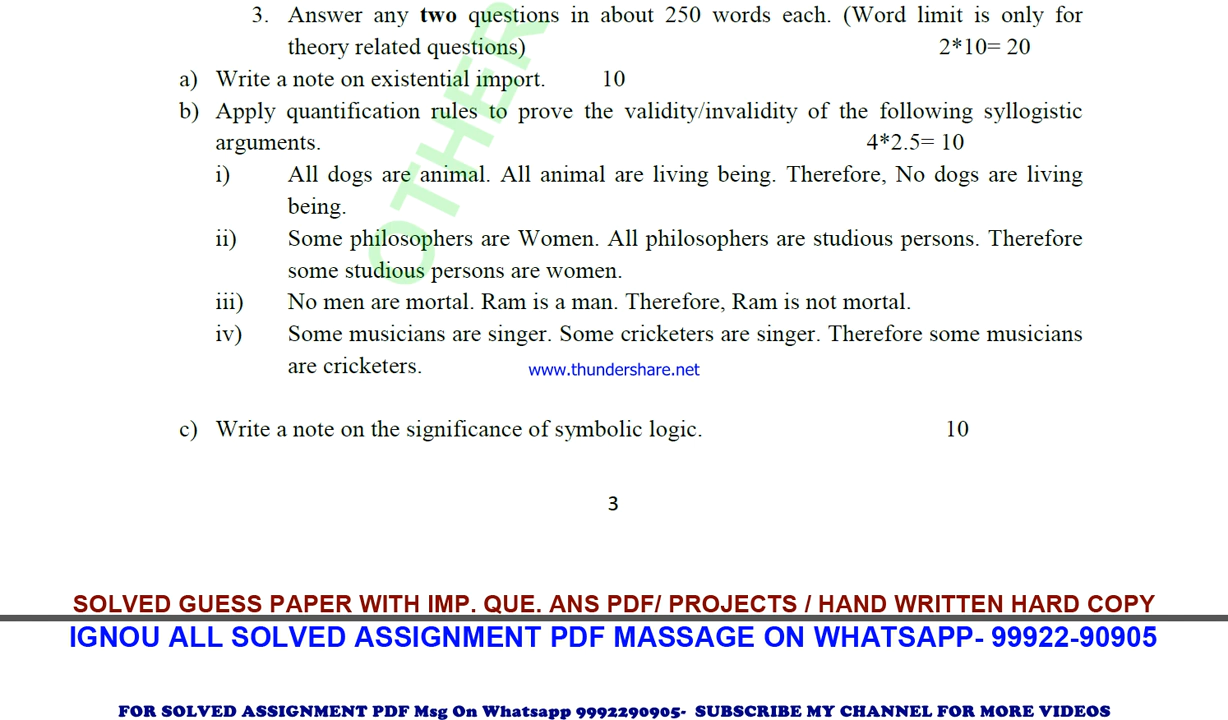 3. Answer any two questions in about 250 words each. (Word limit is only for
theory related questions) 2*10= 20
a) Write a note on existential import. 10
b) Apply quantification rules to prove the validity/invalidity of the following syllogistic
arguments. 4*2.5= 10
i) All dogs are animal. All animal are living being. Therefore, No dogs are living
being.
ii) Some philosophers are Women. All philosophers are studious persons. Therefore
some studious persons are women.
iii) No men are mortal. Ram is a man. Therefore, Ram is not mortal.
iv) Some musicians are singer. Some cricketers are singer. Therefore some musicians
are cricketers.
www.thundershare.net
c) Write a note on the significance of symbolic logic. 10
3
OTHER
SOLVED GUESS PAPER WITH IMP. QUE. ANS PDF/ PROJECTS / HAND WRITTEN HARD COPY
IGNOU ALL SOLVED ASSIGNMENT PDF MASSAGE ON WHATSAPP- 99922-90905
FOR SOLVED ASSIGNMENT PDF Msg On Whatsapp 9992290905- SUBSCRIBE MY CHANNEL FOR MORE VIDEOS